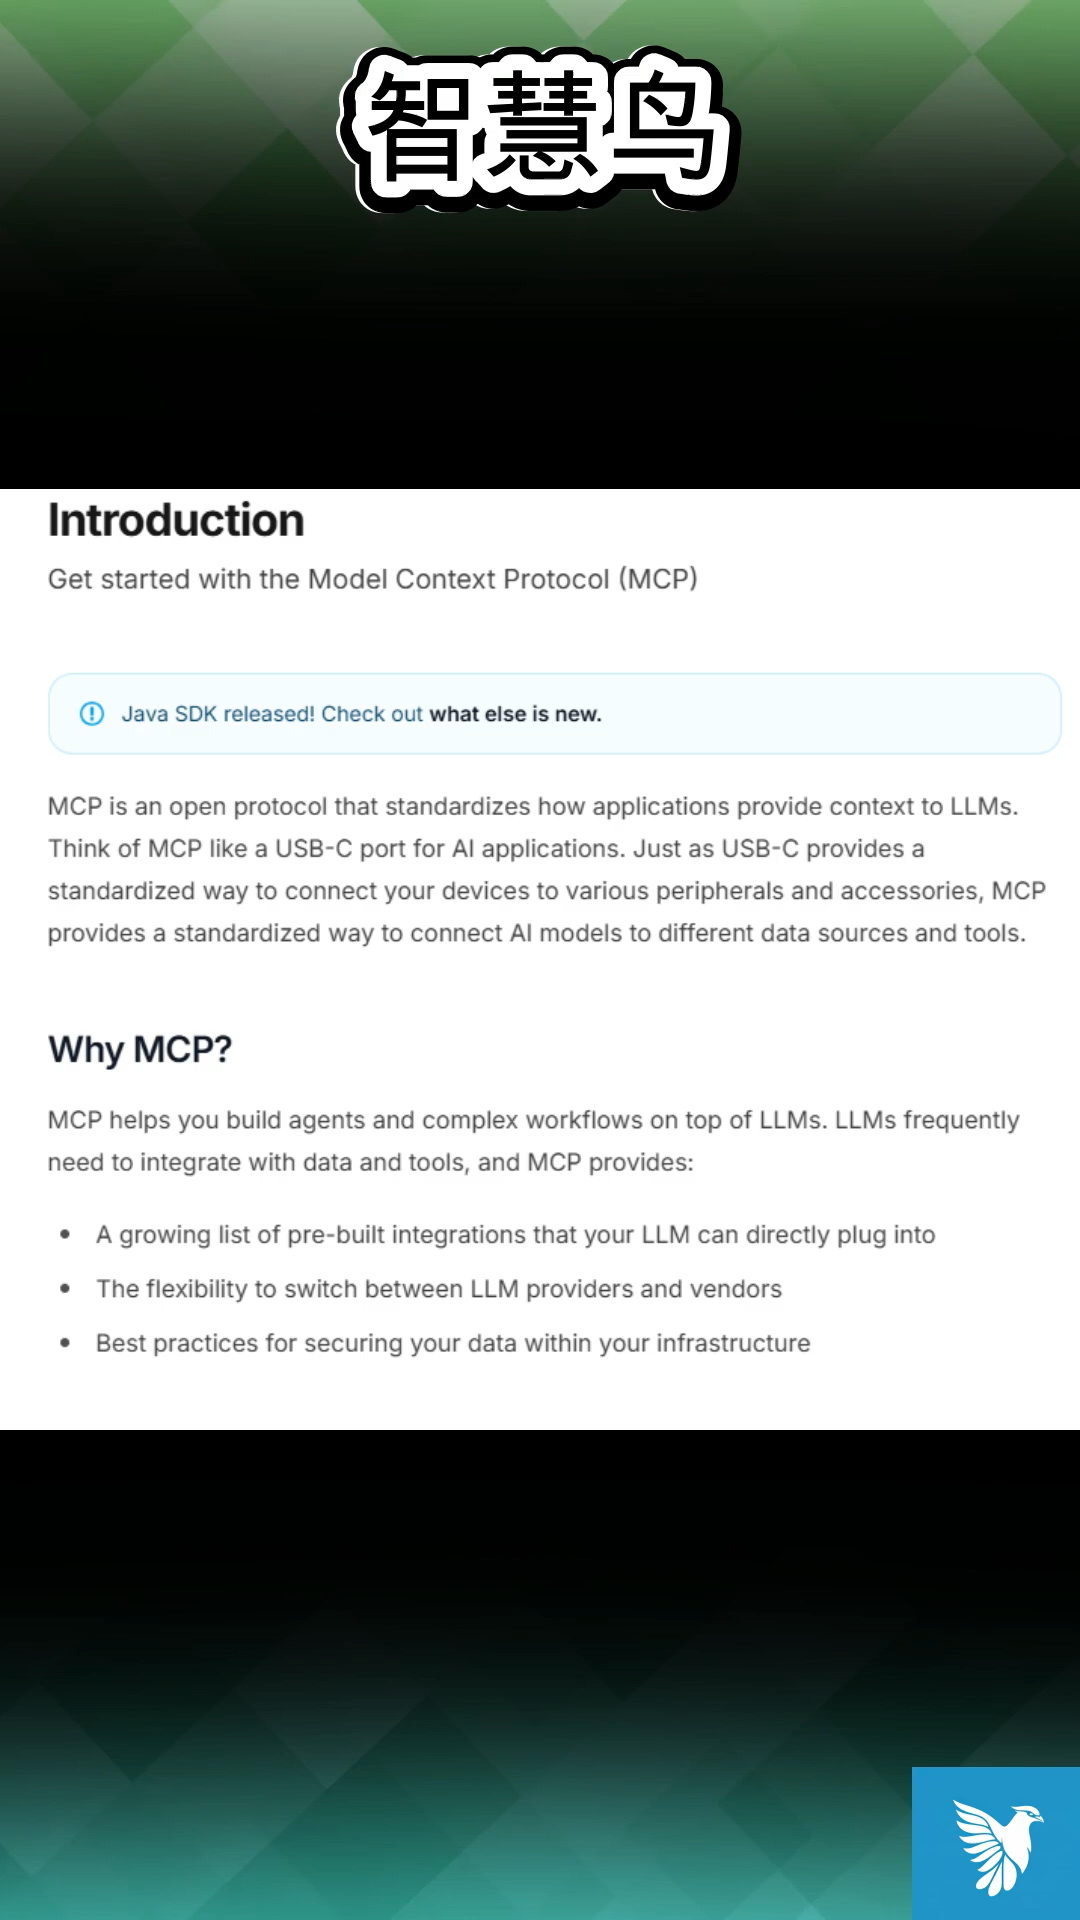 智慧鸟
Introduction
Get started with the Model Context Protocol (MCP)
Java SDK released! Check out what else is new.
MCP is an open protocol that standardizes how applications provide context to LLMs.
Think of MCP like a USB-C port for AI applications. Just as USB-C provides a
standardized way to connect your devices to various peripherals and accessories, MCP
provides a standardized way to connect AI models to different data sources and tools.
Why MCP?
MCP helps you build agents and complex workflows on top of LLMs. LLMs frequently
need to integrate with data and tools, and MCP provides:
• A growing list of pre-built integrations that your LLM can directly plug into
• The flexibility to switch between LLM providers and vendors
• Best practices for securing your data within your infrastructure